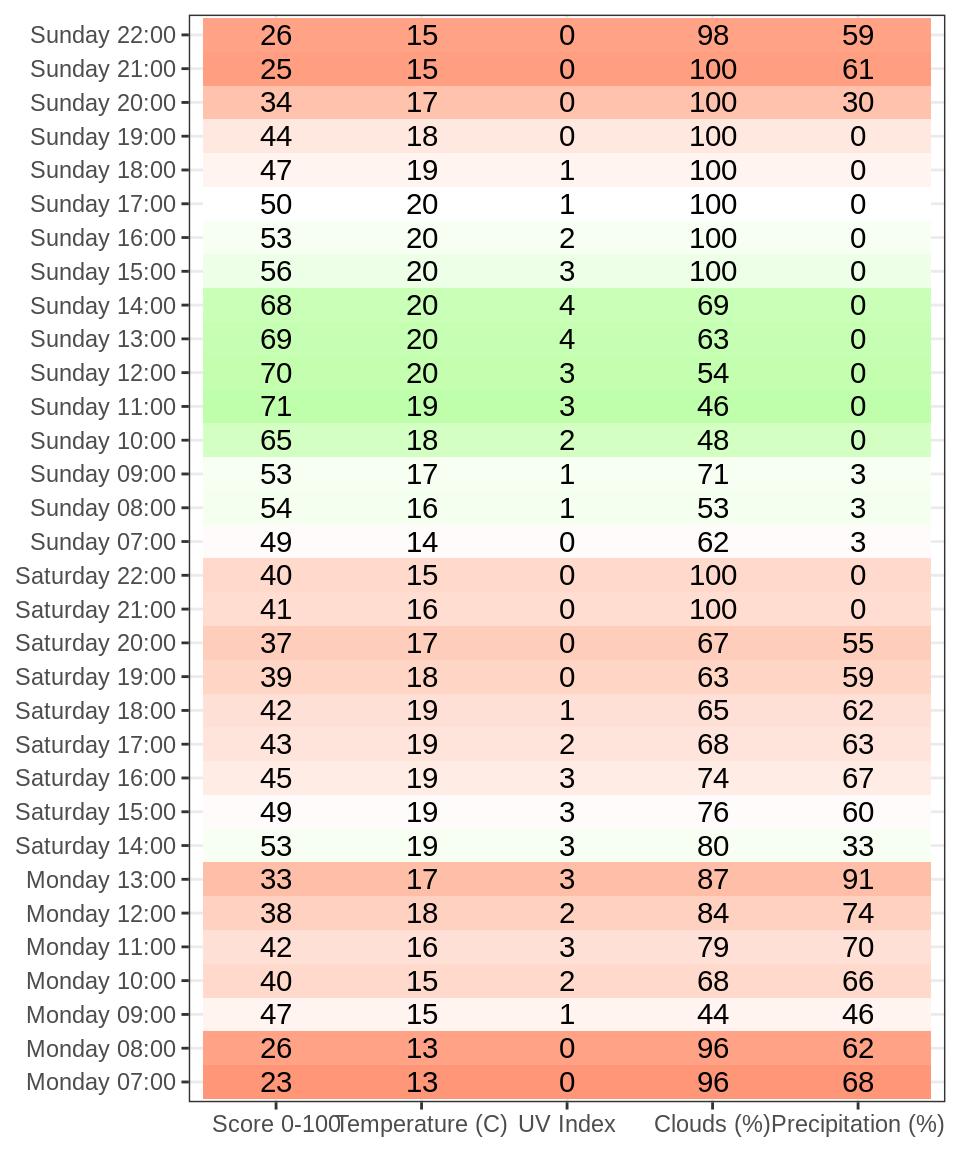 Sunday 22:00 26 15 0 98 59
Sunday 21:00 25 15 0 100 61
Sunday 20:00 34 17 0 100 30
Sunday 19:00 44 18 0 100 0
Sunday 18:00 47 19 1 100 0
Sunday 17:00 50 20 1 100 0
Sunday 16:00 53 20 2 100 0
Sunday 15:00 56 20 3 100 0
Sunday 14:00 68 20 4 69 0
Sunday 13:00 69 20 4 63 0
Sunday 12:00 70 20 3 54 0
Sunday 11:00 71 19 3 46 0
Sunday 10:00 65 18 2 48 0
Sunday 09:00 53 17 1 71 3
Sunday 08:00 54 16 1 53 3
Sunday 07:00 49 14 0 62 3
Saturday 22:00 40 15 0 100 0
Saturday 21:00 41 16 0 100 0
Saturday 20:00 37 17 0 67 55
Saturday 19:00 39 18 0 63 59
Saturday 18:00 42 19 1 65 62
Saturday 17:00 43 19 2 68 63
Saturday 16:00 45 19 3 74 67
Saturday 15:00 49 19 3 76 60
Saturday 14:00 53 19 3 80 33
Monday 13:00 33 17 3 87 91
Monday 12:00 38 18 2 84 74
Monday 11:00 42 16 3 79 70
Monday 10:00 40 15 2 68 66
Monday 09:00 47 15 1 44 46
Monday 08:00 26 13 0 96 62
Monday 07:00 23 13 0 96 68
Score 0-100 Temperature (C) UV Index Clouds (%) Precipitation (%)